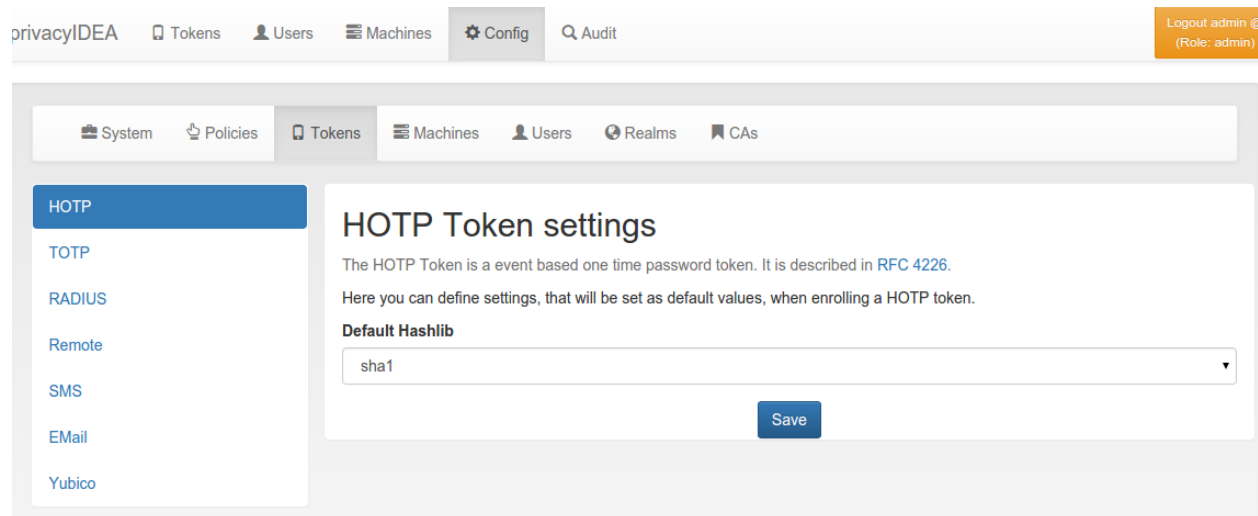 privacyIDEA Tokens Users Machines Config Audit
Logout admin @
(Role: admin)
System Policies Tokens Machines Users Realms CAs
HOTP
TOTP
RADIUS
Remote
SMS
EMail
Yubico
HOTP Token settings
The HOTP Token is a event based one time password token. It is described in RFC 4226.
Here you can define settings, that will be set as default values, when enrolling a HOTP token.
Default Hashlib
sha1
Save